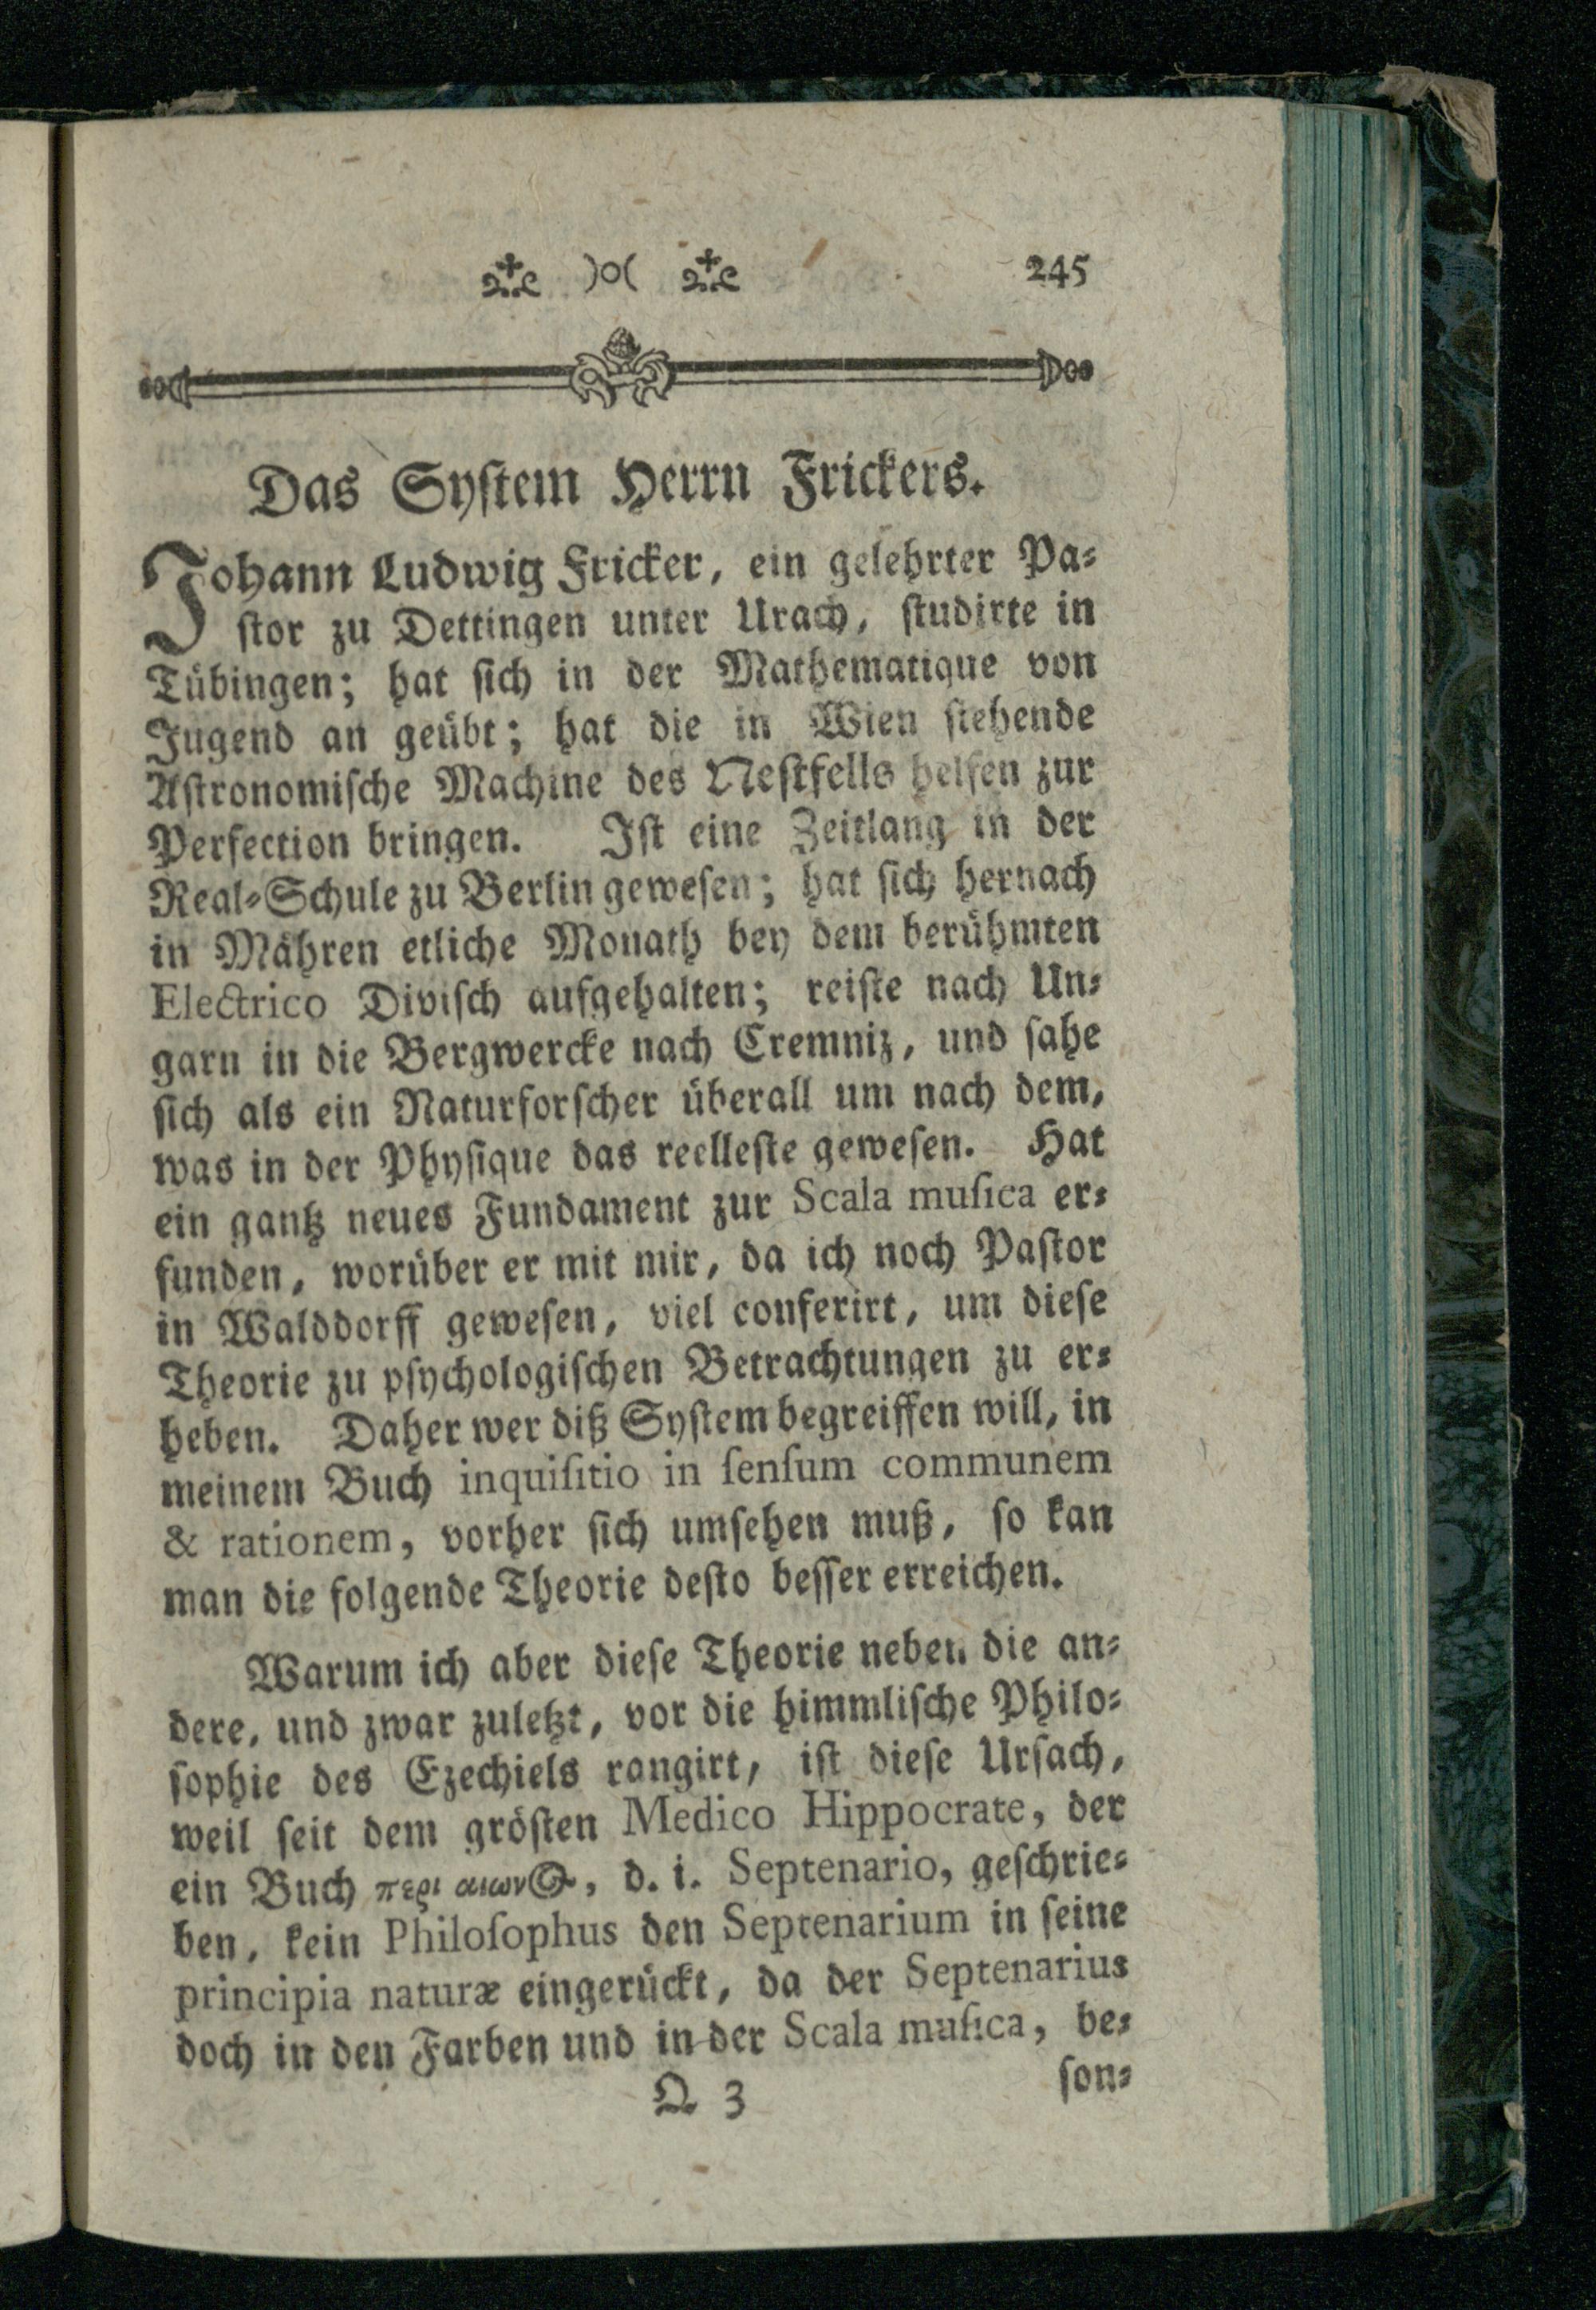 )o( 245
Das Syſtem Herrn Frickers.
Johann Ludwig Fricker, ein gelehrter Pa⸗
ſtor zu Dettingen unter Urach, ſtudirte in
Tübingen; hat ſich in der Mathematique von
Jugend an geübt; hat die in Wien ſtehende
Aſtronomiſche Machine des Neſtfells helfen zur
Perfection bringen. Iſt eine Zeitlang in der
Real⸗Schule zu Berlin geweſen; hat ſich hernach
in Mähren etliche Monath bey dem berühmten
Electrico Diviſch aufgehalten; reiſte nach Un⸗
garn in die Bergwercke nach Cremniz, und ſahe
ſich als ein Naturforſcher überall um nach dem,
was in der Phyſique das reelleſte geweſen. Hat
ein gantz neues Fundament zur Scala muſica er⸗
funden, worüber er mit mir, da ich noch Paſtor
in Walddorff geweſen, viel conferirt, um dieſe
Theorie zu pſychologiſchen Betrachtungen zu er⸗
heben. Daher wer diß Syſtem begreiffen will, in
meinem Buch inquiſitio in ſenſum communem
& rationem, vorher ſich umſehen muß, ſo kan
man die folgende Theorie deſto beſſer erreichen.
Warum ich aber dieſe Theorie neben die an⸗
dere, und zwar zuletzt, vor die himmliſche Philo⸗
ſophie des Ezechiels rangirt, iſt dieſe Urſach,
weil ſeit dem gröſten Medico Hippocrate, der
ein Buch περι αιωνος, d. i. Septenario, geſchrie⸗
ben, kein Philoſophus den Septenarium in ſeine
principia naturæ eingerückt, da der Septenarius
doch in den Farben und in der Scala muſica, be⸗
Q 3 ſon⸗